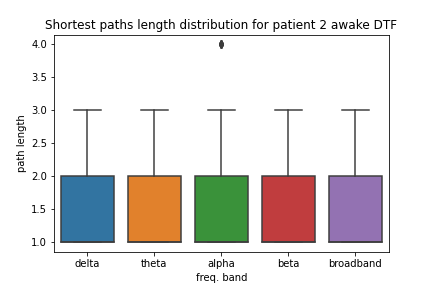 Shortest paths length distribution for patient 2 awake DTF
4.0
3.5
3.0
2.5
2.0
1.5
1.0
path length
delta theta alpha beta broadband
freq. band